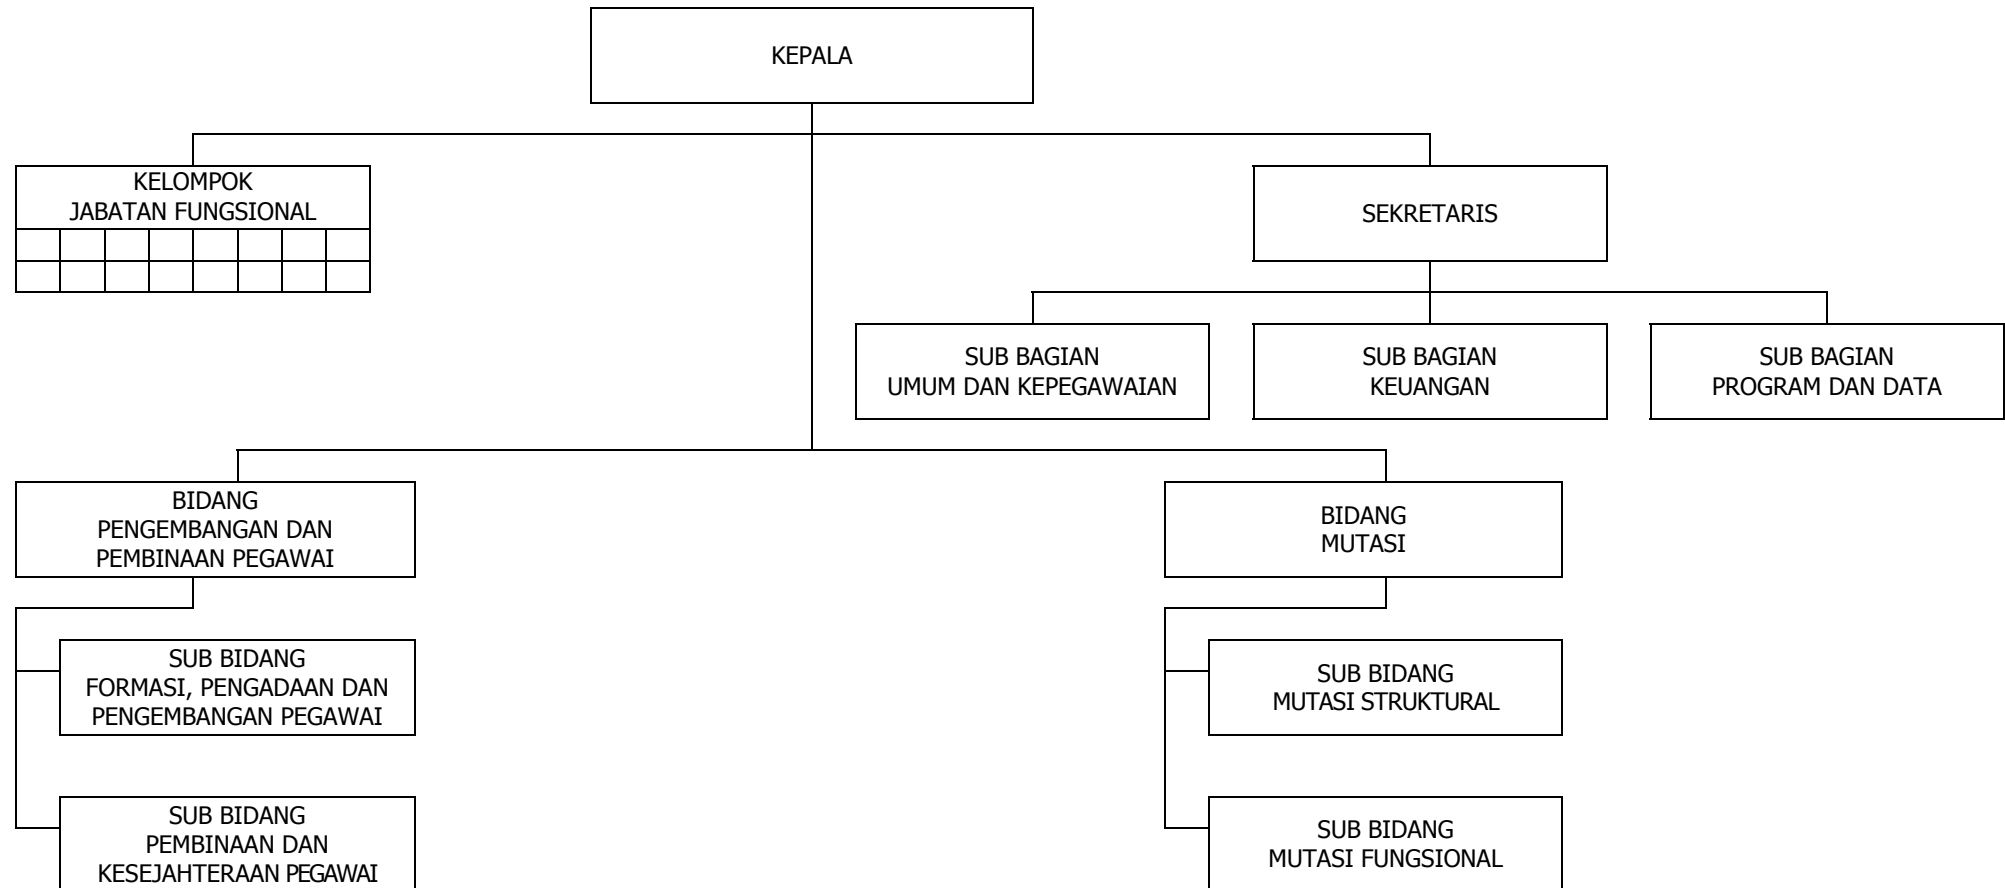 KEPALA
KELOMPOK
JABATAN FUNGSIONAL
SEKRETARIS
SUB BAGIAN
UMUM DAN KEPEGAWAIAN
SUB BAGIAN
KEUANGAN
SUB BAGIAN
PROGRAM DAN DATA
BIDANG
PENGEMBANGAN DAN
PEMBINAAN PEGAWAI
BIDANG
MUTASI
SUB BIDANG
FORMASI, PENGADAAN DAN
PENGEMBANGAN PEGAWAI
SUB BIDANG
MUTASI STRUKTURAL
SUB BIDANG
PEMBINAAN DAN
KESEJAHTERAAN PEGAWAI
SUB BIDANG
MUTASI FUNGSIONAL